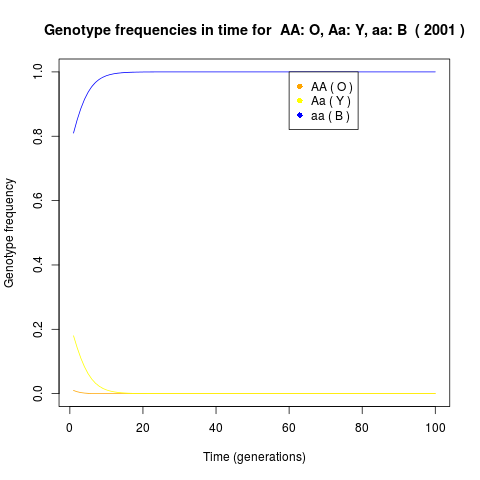 Genotype frequencies in time for  AA: O, Aa: Y, aa: B  ( 2001 )
Genotype frequency
1.0
0.8
0.6
0.4
0.2
0.0
AA ( O )
Aa ( Y )
aa ( B )
0 20 40 60 80 100
Time (generations)